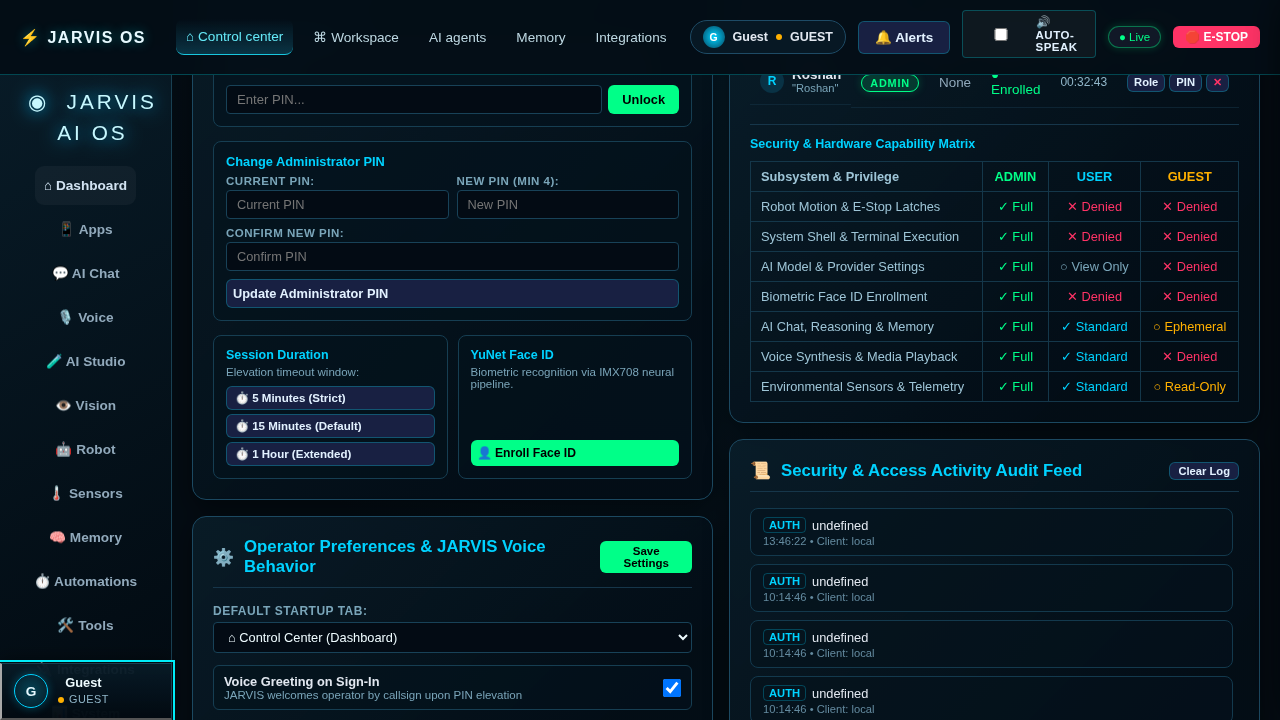 ⚡ JARVIS OS
⌂ Control center
⌘ Workspace
AI agents
Memory
Integrations
G Guest ● GUEST
🔔 Alerts
🔊 AUTO-SPEAK
● Live
🛑 E-STOP
◉ JARVIS
AI OS
⌂ Dashboard
📱 Apps
💬 AI Chat
🎙️ Voice
🧪 AI Studio
👁️ Vision
🤖 Robot
🌡️ Sensors
🧠 Memory
⏱️ Automations
🛠️ Tools
G Guest
● GUEST
Enter PIN...
Unlock
Change Administrator PIN
CURRENT PIN:
NEW PIN (MIN 4):
Current PIN
New PIN
CONFIRM NEW PIN:
Confirm PIN
Update Administrator PIN
Session Duration
Elevation timeout window:
⏱️ 5 Minutes (Strict)
⏱️ 15 Minutes (Default)
⏱️ 1 Hour (Extended)
YuNet Face ID
Biometric recognition via IMX708 neural
pipeline.
👤 Enroll Face ID
⚙️ Operator Preferences & JARVIS Voice
Behavior
Save
Settings
DEFAULT STARTUP TAB:
⌂ Control Center (Dashboard)
Voice Greeting on Sign-In
JARVIS welcomes operator by callsign upon PIN elevation
R Roshan
"Roshan"
ADMIN
None
●
Enrolled
00:32:43
Role PIN ✕
Security & Hardware Capability Matrix
Subsystem & Privilege ADMIN USER GUEST
Robot Motion & E-Stop Latches ✓ Full ✕ Denied ✕ Denied
System Shell & Terminal Execution ✓ Full ✕ Denied ✕ Denied
AI Model & Provider Settings ✓ Full ○ View Only ✕ Denied
Biometric Face ID Enrollment ✓ Full ✕ Denied ✕ Denied
AI Chat, Reasoning & Memory ✓ Full ✓ Standard ○ Ephemeral
Voice Synthesis & Media Playback ✓ Full ✓ Standard ✕ Denied
Environmental Sensors & Telemetry ✓ Full ✓ Standard ○ Read-Only
📜 Security & Access Activity Audit Feed
Clear Log
AUTH undefined
13:46:22 • Client: local
AUTH undefined
10:14:46 • Client: local
AUTH undefined
10:14:46 • Client: local
AUTH undefined
10:14:46 • Client: local